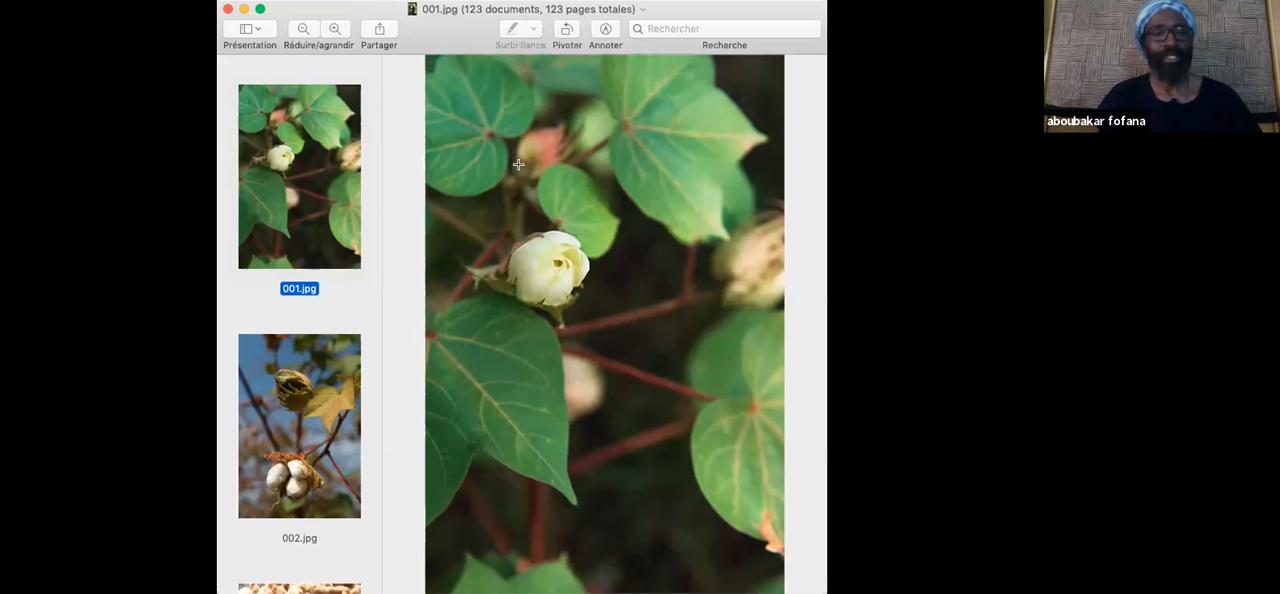 001.jpg (123 documents, 123 pages totales)
Rechercher
Présentation
Réduire/agrandir
Partager
Surbrillance
Pivoter
Annoter
Recherche
aboubakar fofana
001.jpg
002.jpg